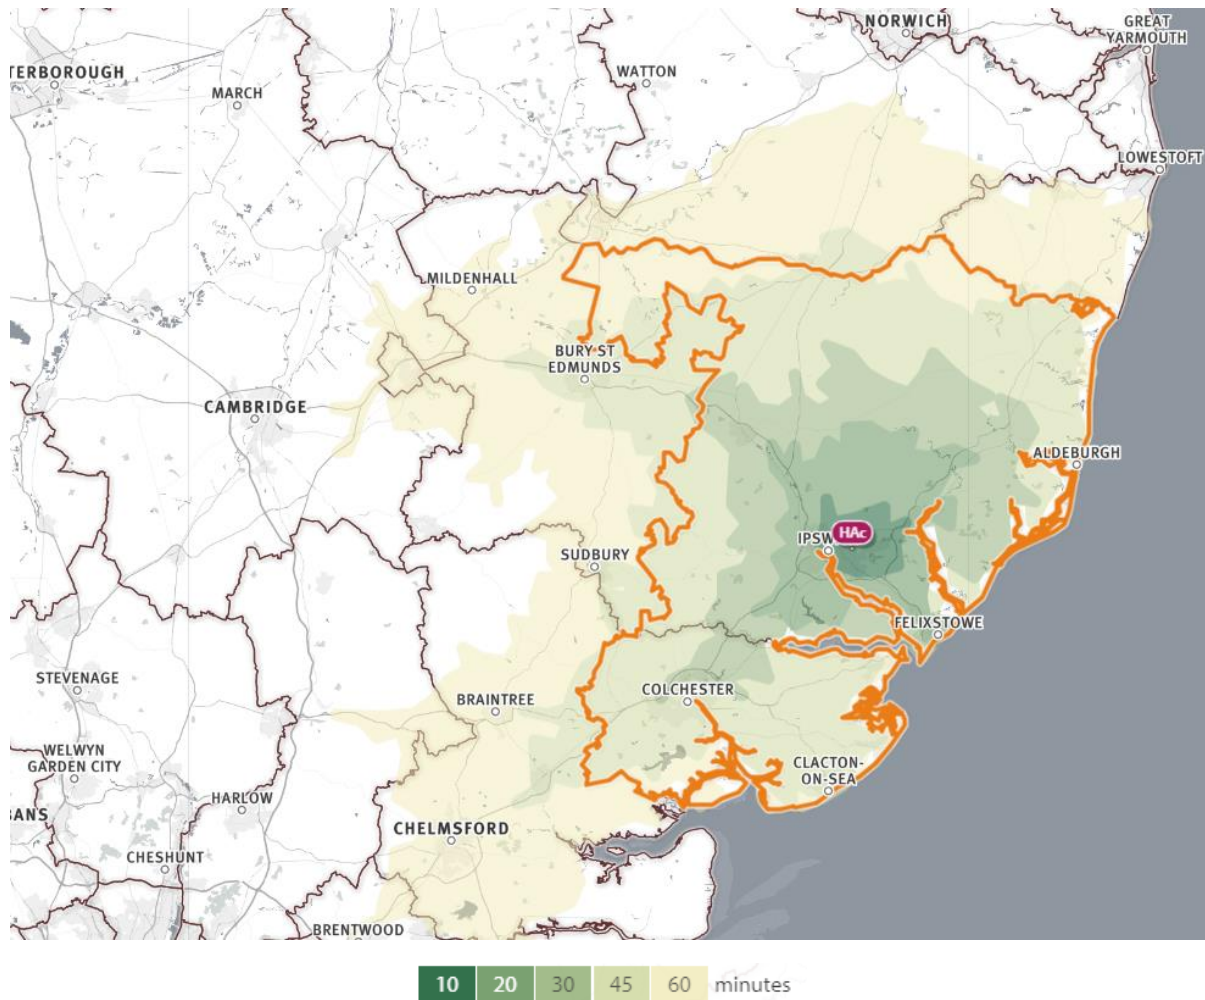 NORWICH
GREAT
YARMOUTH
TERBOROUGH
WATTON
MARCH
LOWESTOFT
MILDENHALL
BURY ST
EDMUNDS
CAMBRIDGE
ALDEBURGH
HAc
IPSW
SUDBURY
FELIXSTOWE
STEVENAGE
COLCHESTER
BRAINTREE
WELWYN
GARDEN CITY
CLACTON-
ON-SEA
HARLOW
BANS
CHELMSFORD
CHESHUNT
BRENTWOOD
10 20 30 45 60 minutes